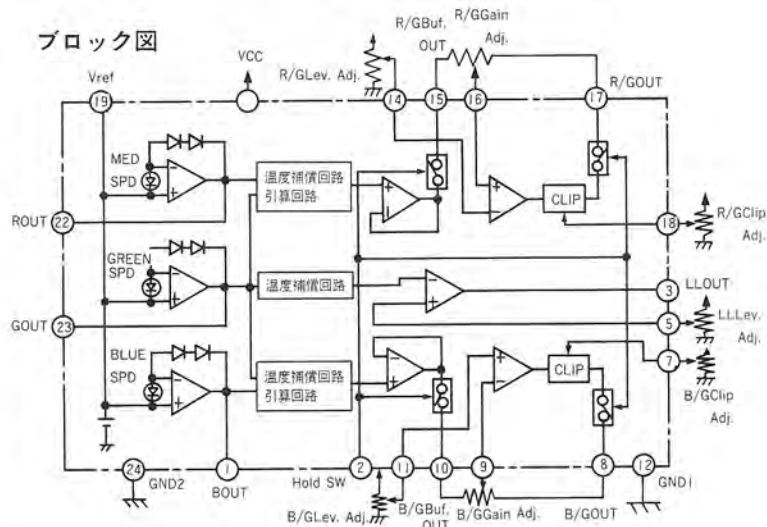 ブロック図
R/GBuf.
OUT
R/GGain
Adj.
R/GLev. Adj.
VCC
Vref
R/GOUT
19
14
15
16
17
MED
SPD
温度補償回路
引算回路
CLIP
ROUT
22
18
R/GClip
Adj.
GREEN
SPD
温度補償回路
LLOUT
3
GOUT
23
5
LLLev.
Adj.
BLUE
SPD
温度補償回路
引算回路
CLIP
7
B/GClip
Adj.
24
GND2
1
BOUT
Hold SW
2
11
10
9
8
12
GND1
B/GLev. Adj.
B/GBuf.
OUT
B/GGain Adj.
B/GOUT